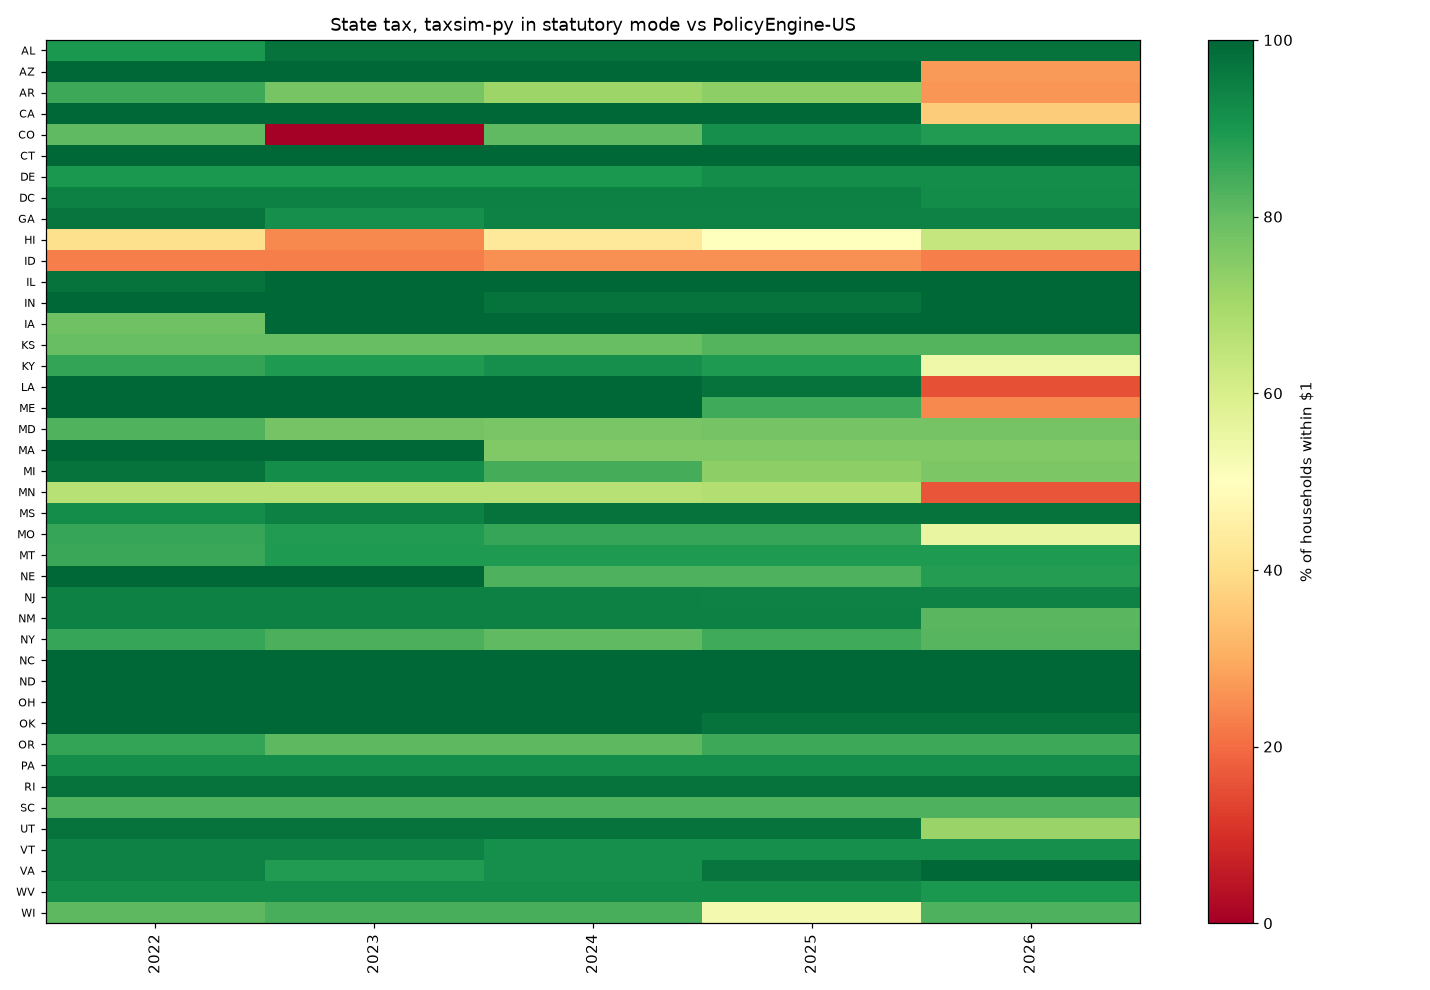 State tax, taxsim-py in statutory mode vs PolicyEngine-US
AL
AZ
AR
CA
CO
CT
DE
DC
GA
HI
ID
IL
IN
IA
KS
KY
LA
ME
MD
MA
MI
MN
MS
MO
MT
NE
NJ
NM
NY
NC
ND
OH
OK
OR
PA
RI
SC
UT
VT
VA
WV
WI
2022
2023
2024
2025
2026
100
80
60
40
20
0
% of households within $1